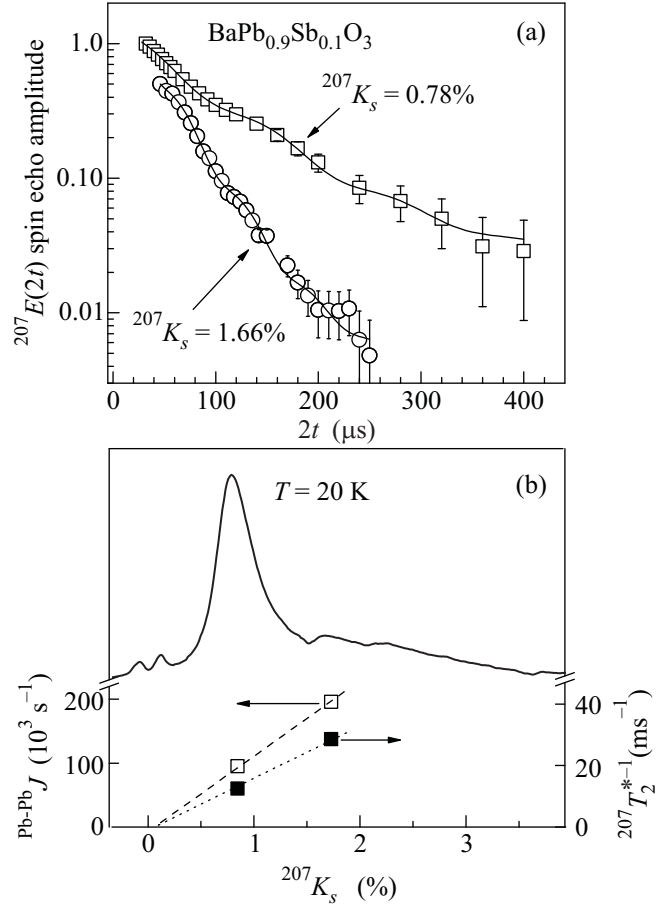 BaPb₀.₉Sb₀.₁O₃
(a)
²⁰⁷Kₛ = 0.78%
²⁰⁷Kₛ = 1.66%
²⁰⁷E(2t) spin echo amplitude
1.0
0.10
0.01
0 100 200 300 400
2t (μs)
T = 20 K
(b)
200
100
0
40
20
0
Pb-Pb J (10³ s⁻¹)
²⁰⁷T₂*⁻¹(ms⁻¹)
0 1 2 3 4
²⁰⁷Kₛ (%)